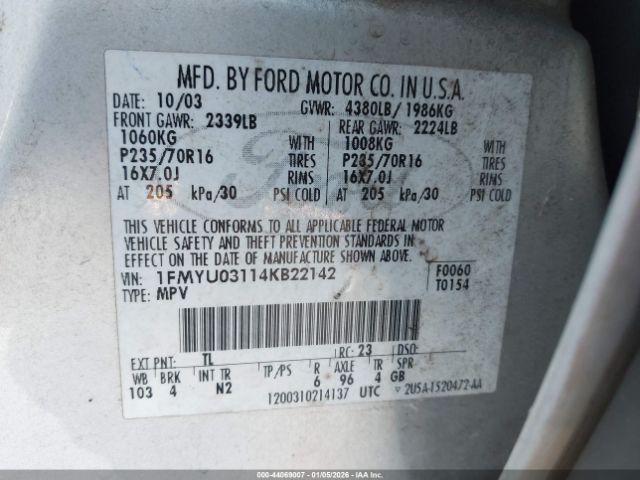 MFD. BY FORD MOTOR CO. IN U.S.A.
DATE: 10/03 GVWR: 4380LB/ 1986KG
FRONT GAWR: 2339LB REAR GAWR: 2224LB
1060KG WITH 1008KG WITH
P235/70R16 TIRES P235/70R16 TIRES
16X7.0J RIMS 16X7.0J RIMS
AT 205 kPa/30 PSI COLD AT 205 kPa/30 PSI COLD
Ford
THIS VEHICLE CONFORMS TO ALL APPLICABLE FEDERAL MOTOR
VEHICLE SAFETY AND THEFT PREVENTION STANDARDS IN
EFFECT ON THE DATE OF MANUFACTURE SHOWN ABOVE.
VIN: 1FMYU03114KB22142 F0060
TYPE: MPV T0154
EXT PNT: TL RC: 23 DSO:
WB BRK INT TR TP/PS R AXLE TR SPR
103 4 N2 6 96 4 GB
1200310214137 UTC 2U5A-1520472-AA
000-44069007 - 01/05/2026 - IAAI.COM